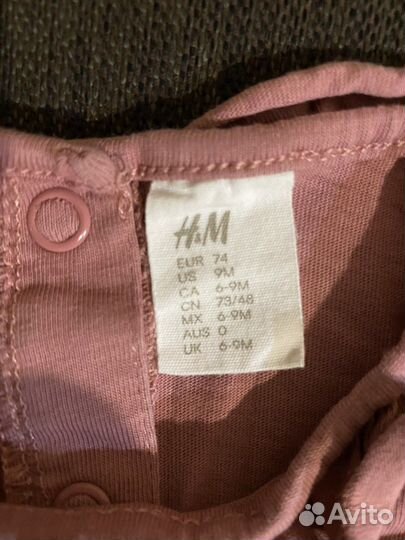 H&M
EUR 74
US 9M
CA 6-9M
CN 73/48
MX 6-9M
AUS 0
UK 6-9M
Avito